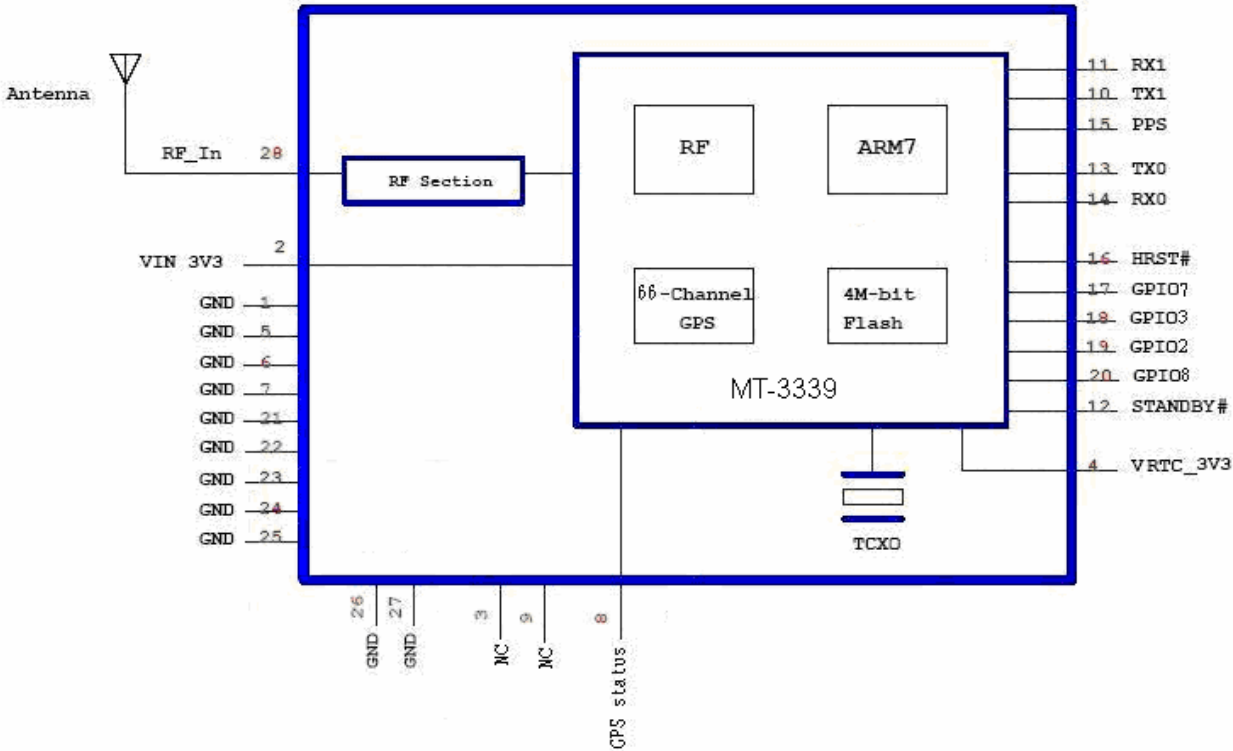 Antenna
RF_In 28
VIN 3V3 2
GND 1
GND 5
GND 6
GND 7
GND 21
GND 22
GND 23
GND 24
GND 25
RF Section
RF
ARM7
66-Channel
GPS
4M-bit
Flash
MT-3339
TCXO
11 RX1
10 TX1
15 PPS
13 TX0
14 RX0
16 HRST#
17 GPIO7
18 GPIO3
19 GPIO2
20 GPIO8
12 STANDBY#
4 VRTC_3V3
26 GND
27 GND
3 NC
9 NC
8 GPS status